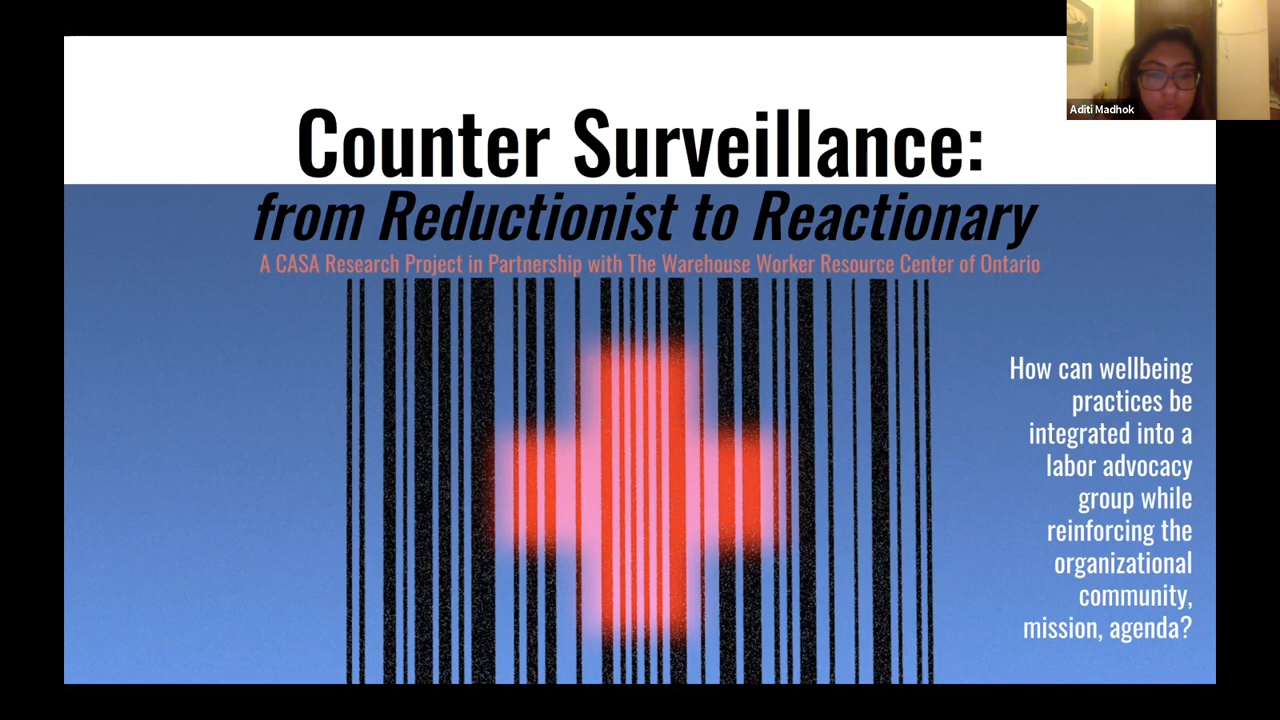 Aditi Madhok
Counter Surveillance:
from Reductionist to Reactionary
A CASA Research Project in Partnership with The Warehouse Worker Resource Center of Ontario
How can wellbeing
practices be
integrated into a
labor advocacy
group while
reinforcing the
organizational
community,
mission, agenda?